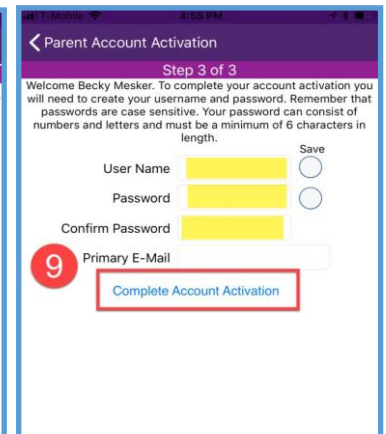 T-Mobile 4:55 PM
Parent Account Activation
Step 3 of 3
Welcome Becky Mesker. To complete your account activation you
will need to create your username and password. Remember that
passwords are case sensitive. Your password can consist of
numbers and letters and must be a minimum of 6 characters in
length.
Save
User Name
Password
Confirm Password
Primary E-Mail
9
Complete Account Activation